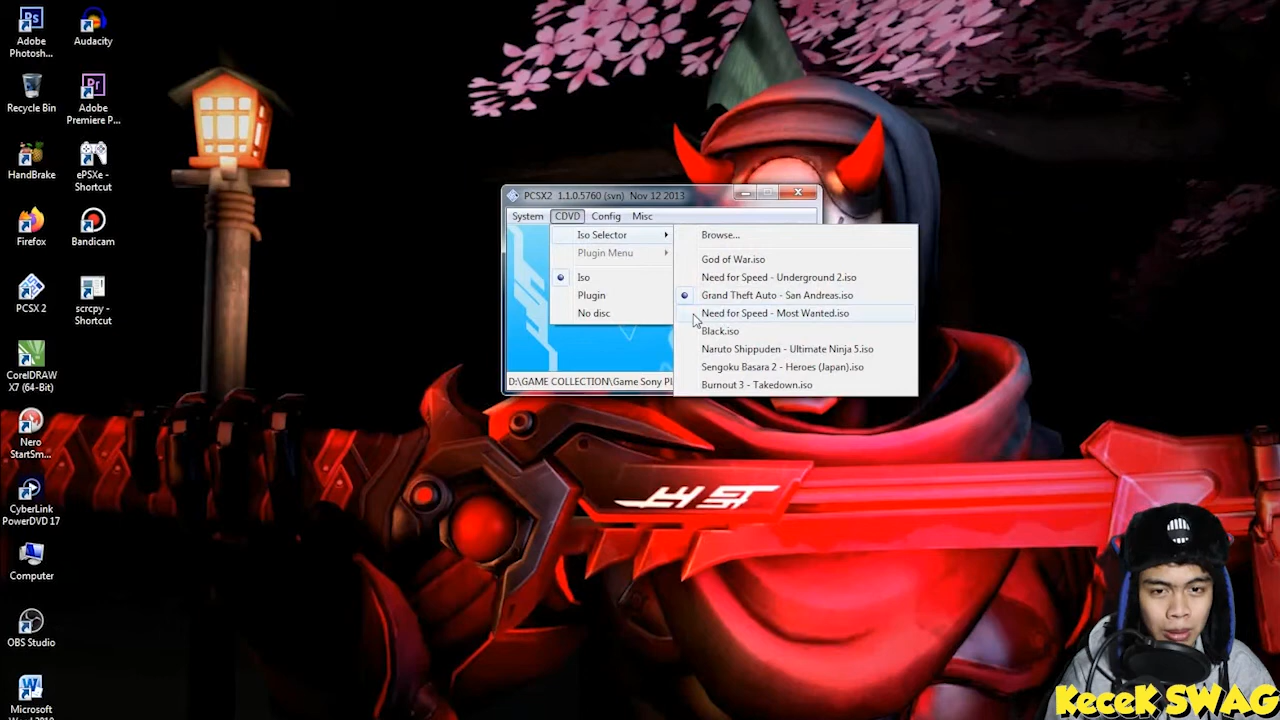 Adobe
Photosh...
Audacity
Recycle Bin
Adobe
Premiere P...
HandBrake
ePSXe -
Shortcut
Firefox
Bandicam
PCSX 2
scrcpy -
Shortcut
CorelDRAW
X7 (64-Bit)
Nero
StartSm...
CyberLink
PowerDVD 17
Computer
OBS Studio
Microsoft
PCSX2 1.1.0.5760 (svn) Nov 12 2013
System CDVD Config Misc
Iso Selector
Plugin Menu
Iso
Plugin
No disc
D:\GAME COLLECTION\Game Sony Pl
Browse...
God of War.iso
Need for Speed - Underground 2.iso
Grand Theft Auto - San Andreas.iso
Need for Speed - Most Wanted.iso
Black.iso
Naruto Shippuden - Ultimate Ninja 5.iso
Sengoku Basara 2 - Heroes (Japan).iso
Burnout 3 - Takedown.iso
KeceK SWAG